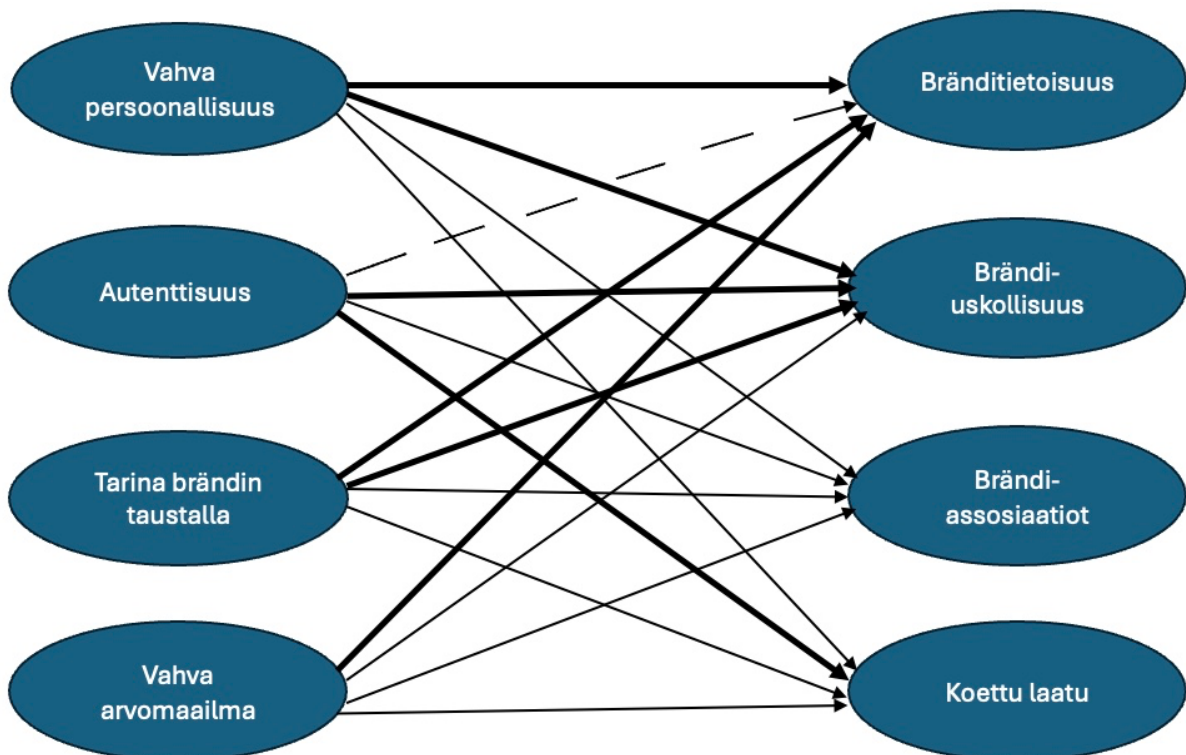 Vahva
persoonallisuus
Bränditietoisuus
Autenttisuus
Brändi-
uskollisuus
Tarina brändin
taustalla
Brändi-
assosiaatiot
Vahva
arvomaailma
Koettu laatu